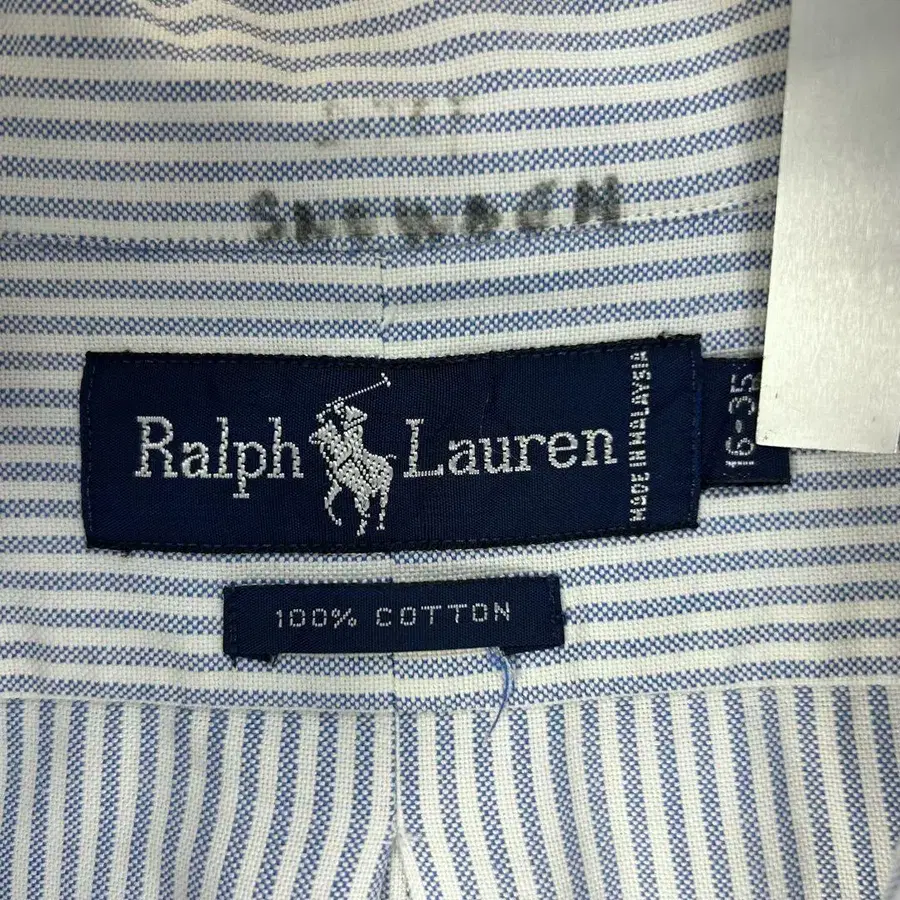 Ralph Lauren
MADE IN MALAYSIA
16-35
100% COTTON